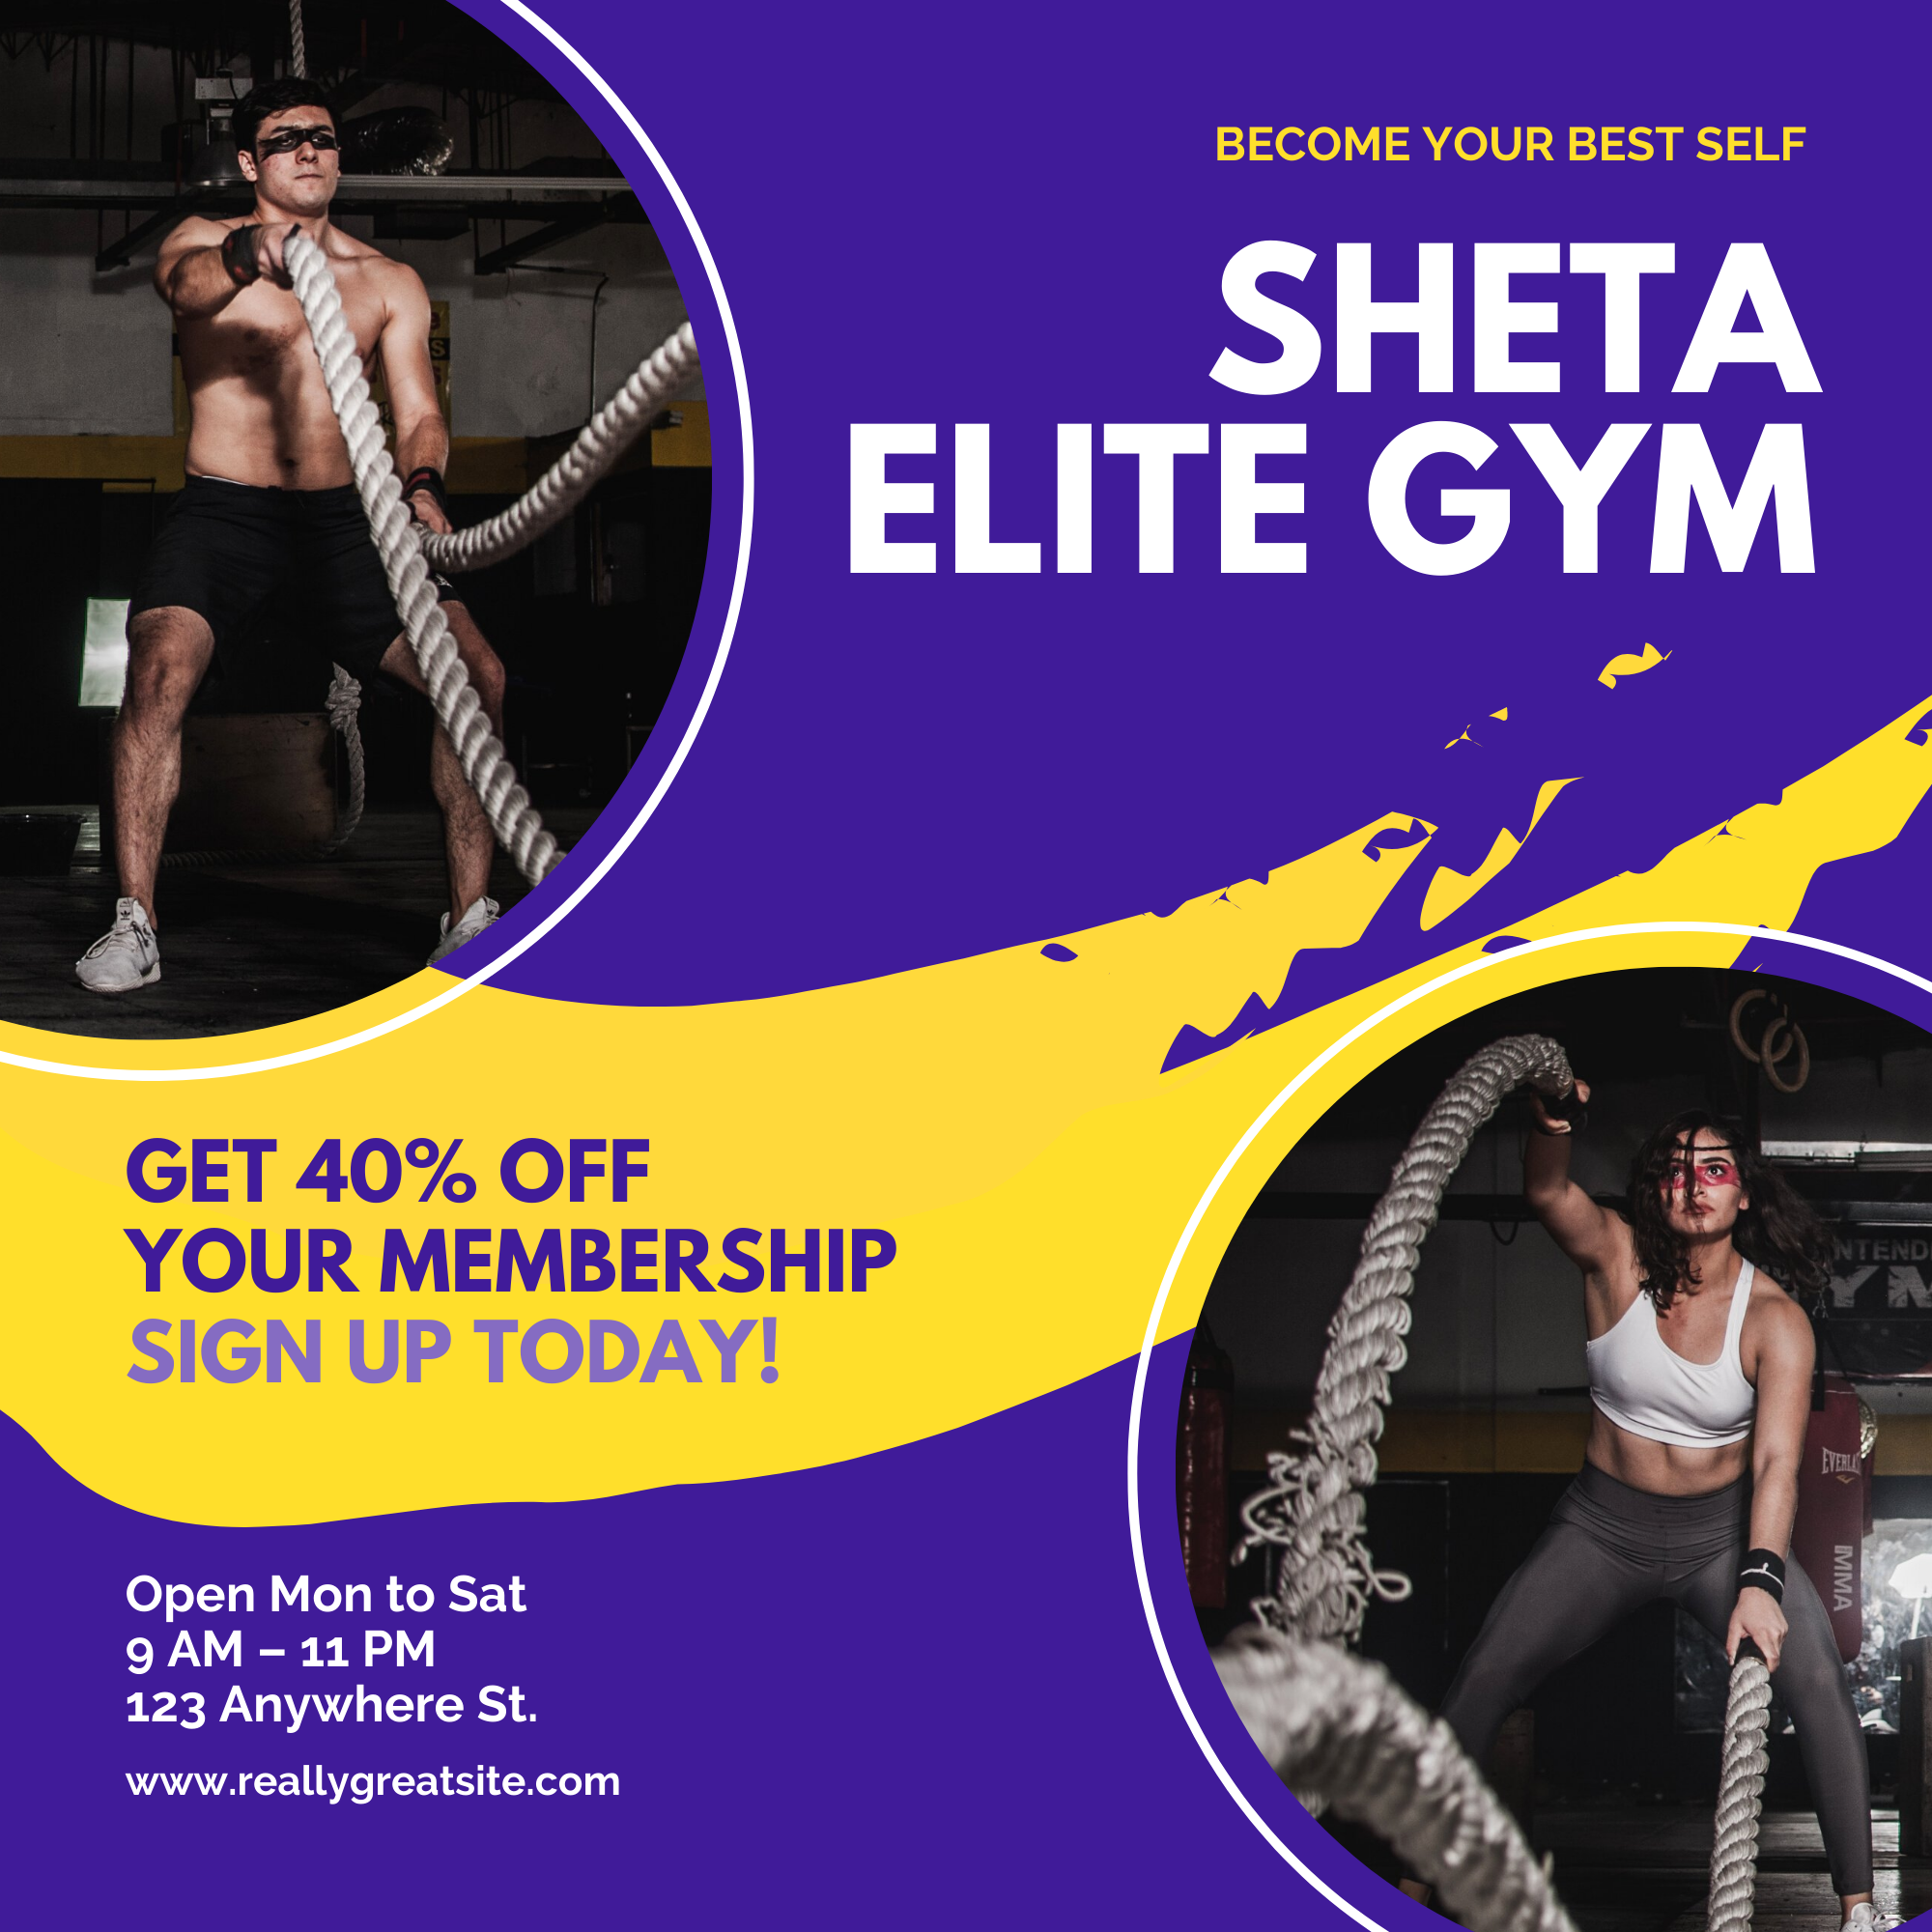 BECOME YOUR BEST SELF
SHETA
ELITE GYM
GET 40% OFF
YOUR MEMBERSHIP
SIGN UP TODAY!
Open Mon to Sat
9 AM – 11 PM
123 Anywhere St.
www.reallygreatsite.com
MMA